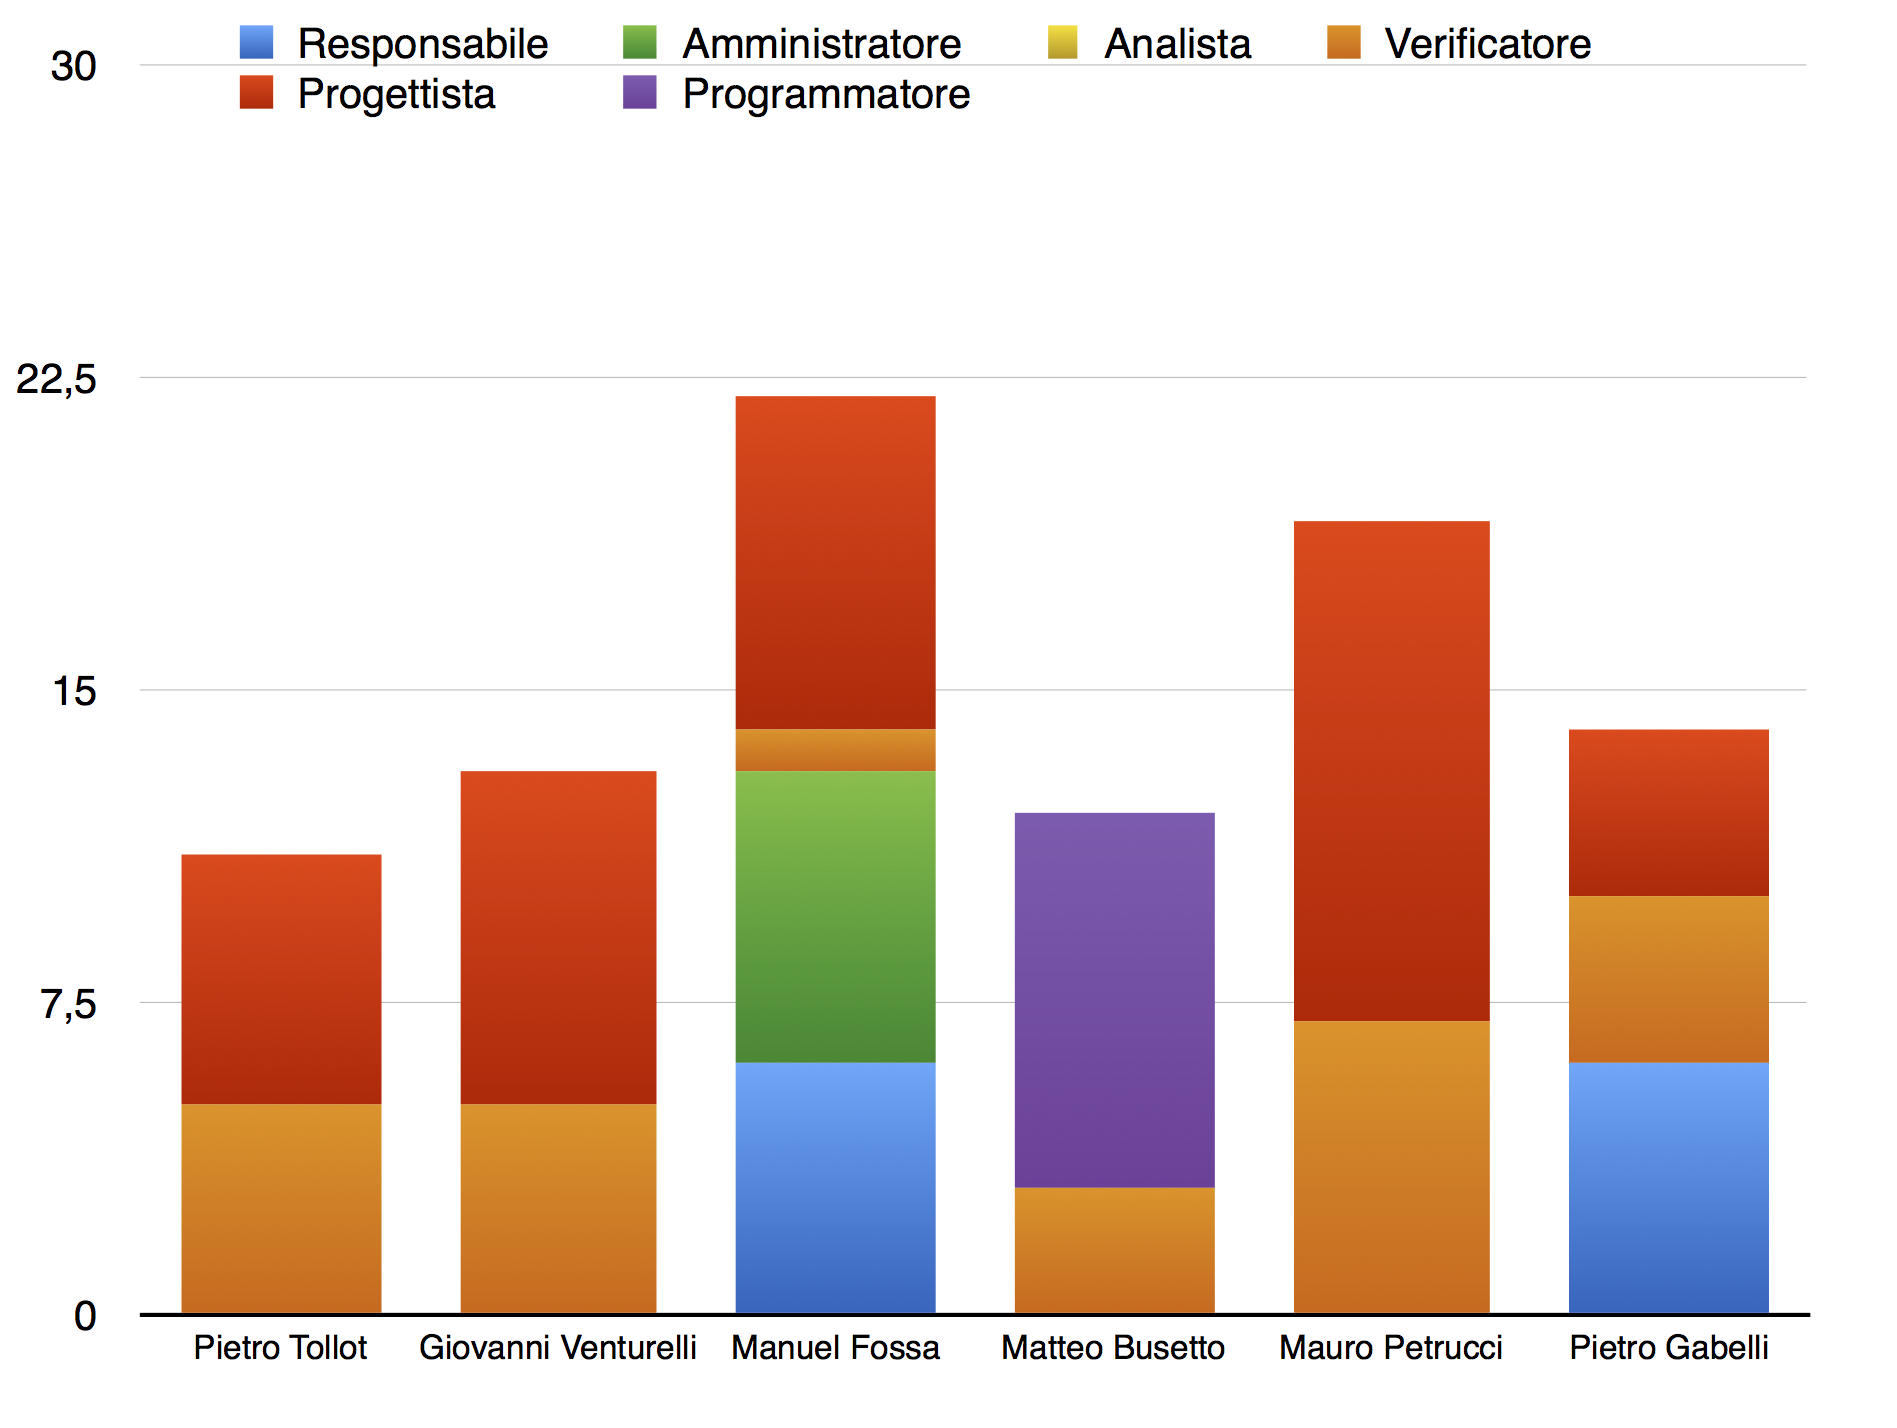 Responsabile Amministratore Analista Verificatore
Progettista Programmatore
30
22,5
15
7,5
0
Pietro Tollot Giovanni Venturelli Manuel Fossa Matteo Busetto Mauro Petrucci Pietro Gabelli